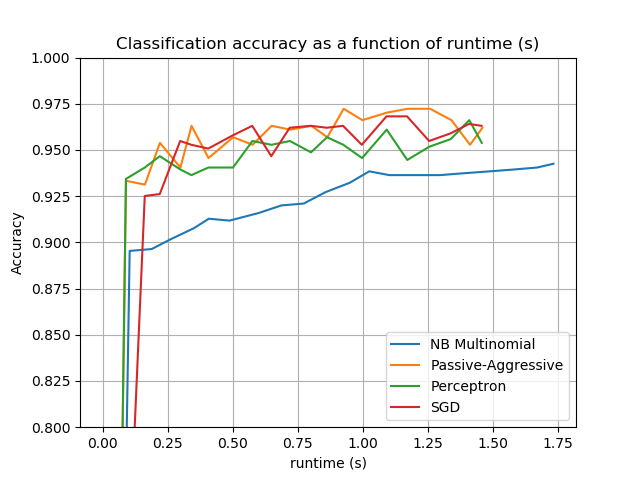 Classification accuracy as a function of runtime (s)
1.000
0.975
0.950
0.925
0.900
0.875
0.850
0.825
0.800
Accuracy
NB Multinomial
Passive-Aggressive
Perceptron
SGD
0.00 0.25 0.50 0.75 1.00 1.25 1.50 1.75
runtime (s)